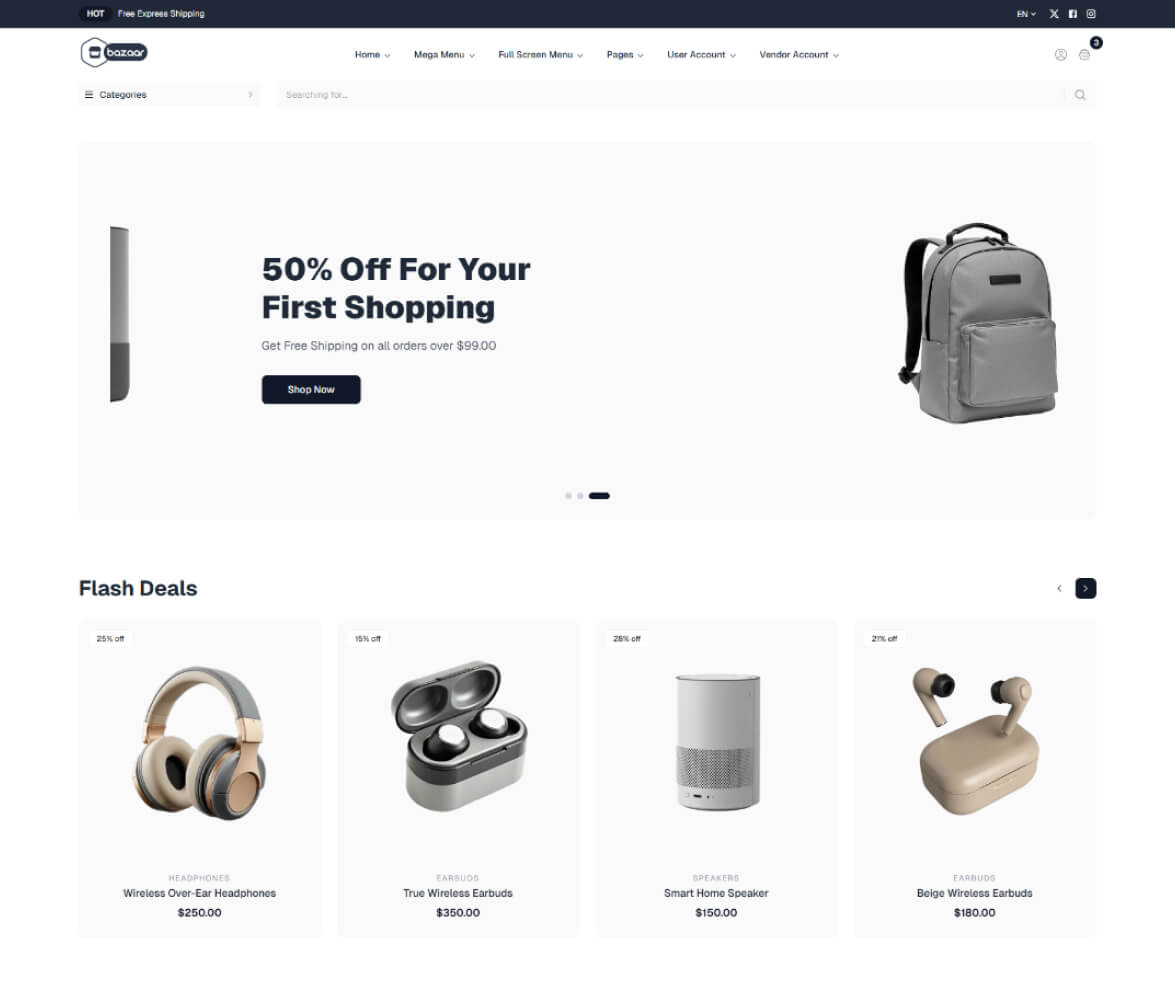 HOT Free Express Shipping EN
bazaar
Home Mega Menu Full Screen Menu Pages User Account Vendor Account
3
Categories
Searching for...
50% Off For Your
First Shopping
Get Free Shipping on all orders over $99.00
Shop Now
Flash Deals
25% off
15% off
28% off
21% off
HEADPHONES
Wireless Over-Ear Headphones
$250.00
EARBUDS
True Wireless Earbuds
$350.00
SPEAKERS
Smart Home Speaker
$150.00
EARBUDS
Beige Wireless Earbuds
$180.00